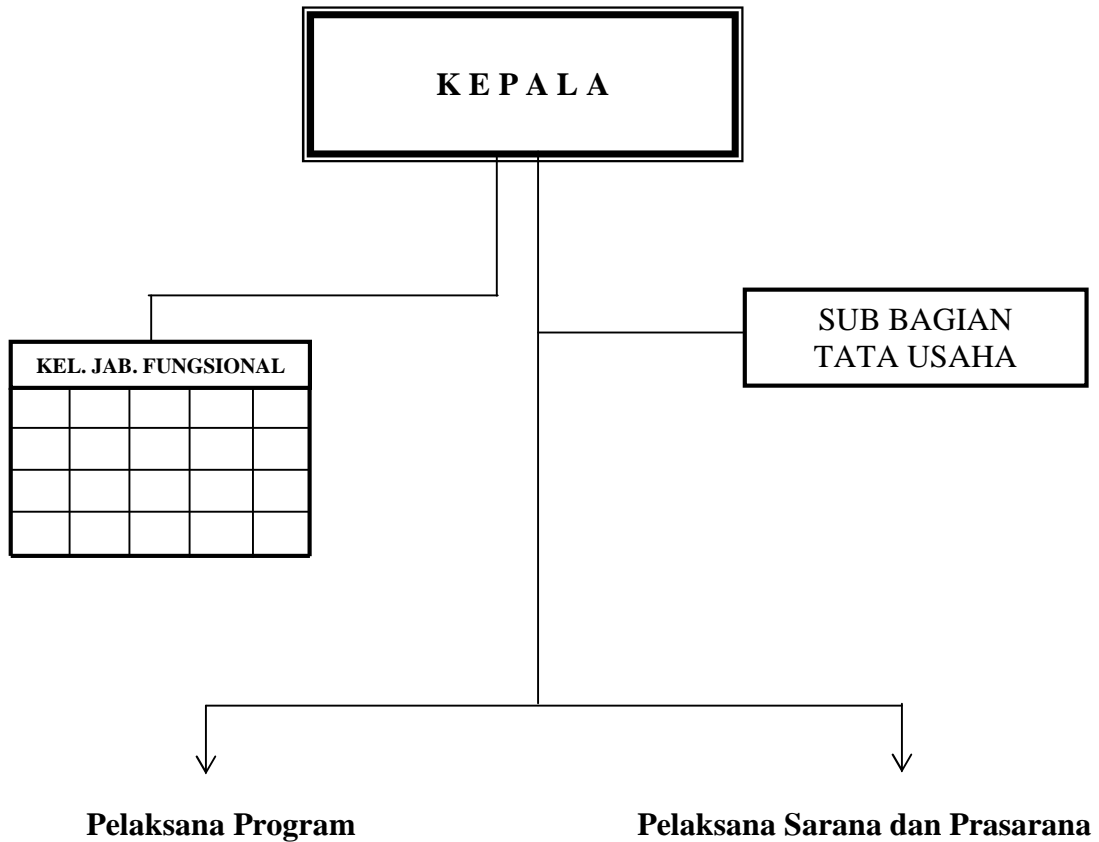 K E P A L A
SUB BAGIAN
TATA USAHA
KEL. JAB. FUNGSIONAL
Pelaksana Program
Pelaksana Sarana dan Prasarana